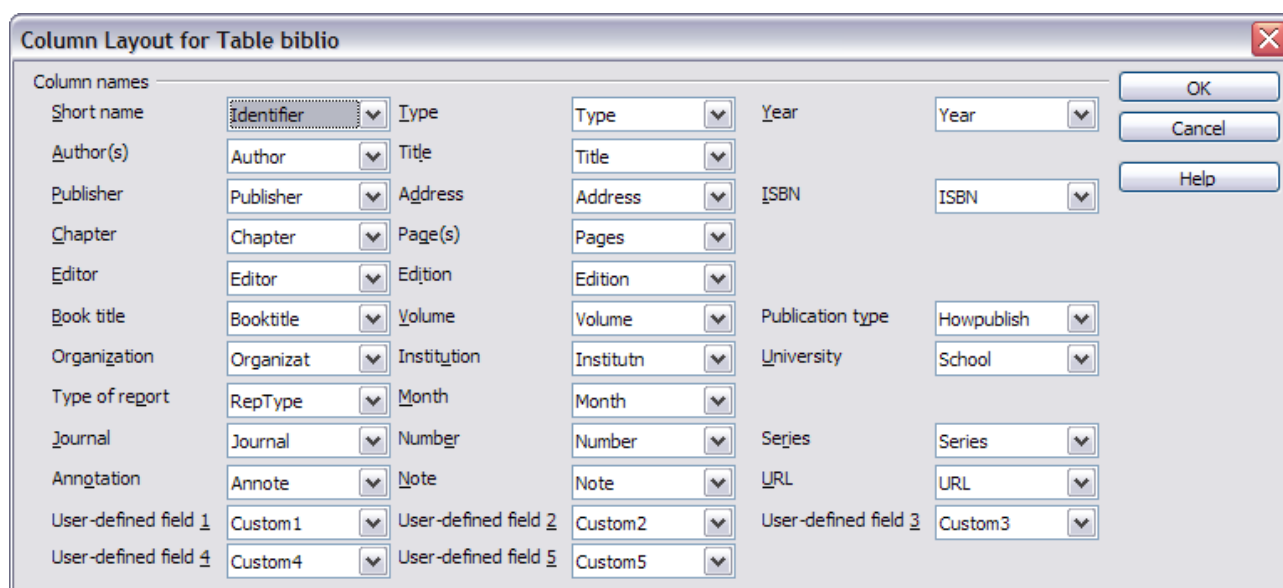 Column Layout for Table biblio
Column names
OK
Short name Identifier Type Type Year Year
Cancel
Author(s) Author Title Title
Help
Publisher Publisher Address Address ISBN ISBN
Chapter Chapter Page(s) Pages
Editor Editor Edition Edition
Book title Booktitle Volume Volume Publication type Howpublish
Organization Organizat Institution Institutn University School
Type of report RepType Month Month
Journal Journal Number Number Series Series
Annotation Annote Note Note URL URL
User-defined field 1 Custom1 User-defined field 2 Custom2 User-defined field 3 Custom3
User-defined field 4 Custom4 User-defined field 5 Custom5